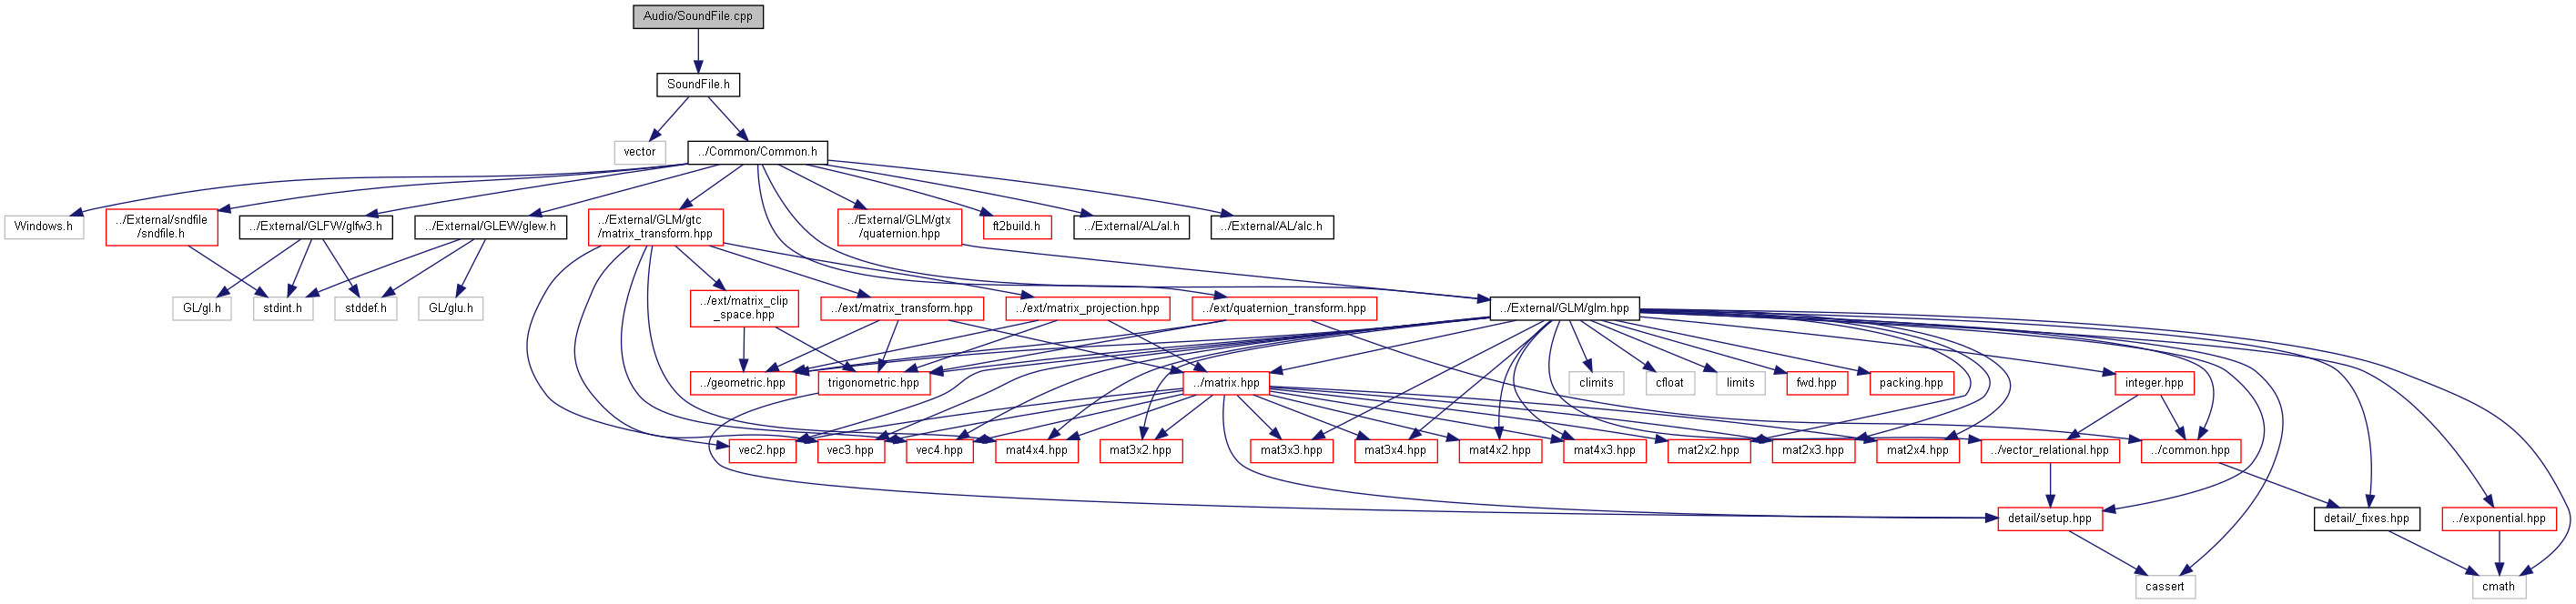 Audio/SoundFile.cpp
SoundFile.h
vector
../Common/Common.h
Windows.h
../External/sndfile
/sndfile.h
../External/GLFW/glfw3.h
../External/GLEW/glew.h
../External/GLM/gtc
/matrix_transform.hpp
../External/GLM/gtx
/quaternion.hpp
ft2build.h
../External/AL/al.h
../External/AL/alc.h
GL/gl.h
stdint.h
stddef.h
GL/glu.h
../ext/matrix_clip
_space.hpp
../ext/matrix_transform.hpp
../ext/matrix_projection.hpp
../ext/quaternion_transform.hpp
../External/GLM/glm.hpp
../geometric.hpp
trigonometric.hpp
../matrix.hpp
climits
cfloat
limits
fwd.hpp
packing.hpp
integer.hpp
vec2.hpp
vec3.hpp
vec4.hpp
mat4x4.hpp
mat3x2.hpp
mat3x3.hpp
mat3x4.hpp
mat4x2.hpp
mat4x3.hpp
mat2x2.hpp
mat2x3.hpp
mat2x4.hpp
../vector_relational.hpp
../common.hpp
detail/setup.hpp
detail/_fixes.hpp
../exponential.hpp
cassert
cmath